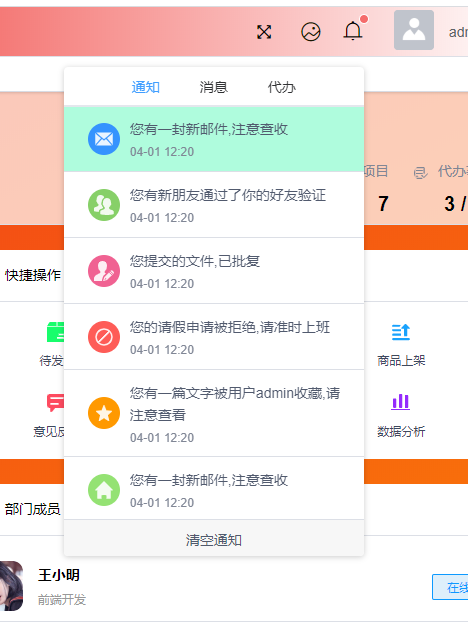 adn
通知 消息 代办
您有一封新邮件,注意查收
04-01 12:20
您有新朋友通过了你的好友验证
04-01 12:20
项目 代办事
7 3 /
您提交的文件,已批复
04-01 12:20
快捷操作
您的请假申请被拒绝,请准时上班
04-01 12:20
待发 商品上架
您有一篇文字被用户admin收藏,请
注意查看
04-01 12:20
意见反 数据分析
您有一封新邮件,注意查收
04-01 12:20
部门成员
清空通知
王小明
前端开发
在线